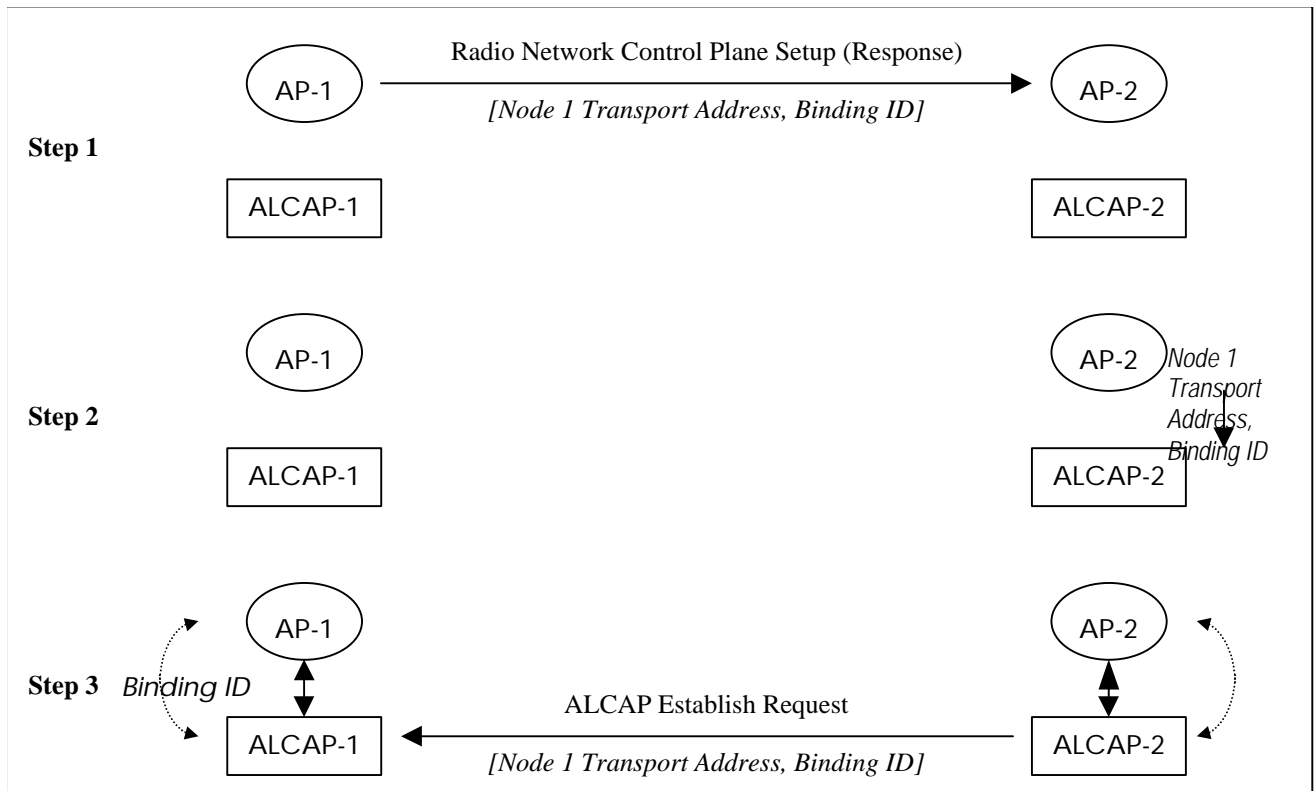 Radio Network Control Plane Setup (Response)
AP-1
AP-2
[Node 1 Transport Address, Binding ID]
Step 1
ALCAP-1
ALCAP-2
AP-1
AP-2
Node 1
Transport
Address,
Binding ID
Step 2
ALCAP-1
ALCAP-2
AP-1
AP-2
Step 3
Binding ID
ALCAP Establish Request
ALCAP-1
ALCAP-2
[Node 1 Transport Address, Binding ID]